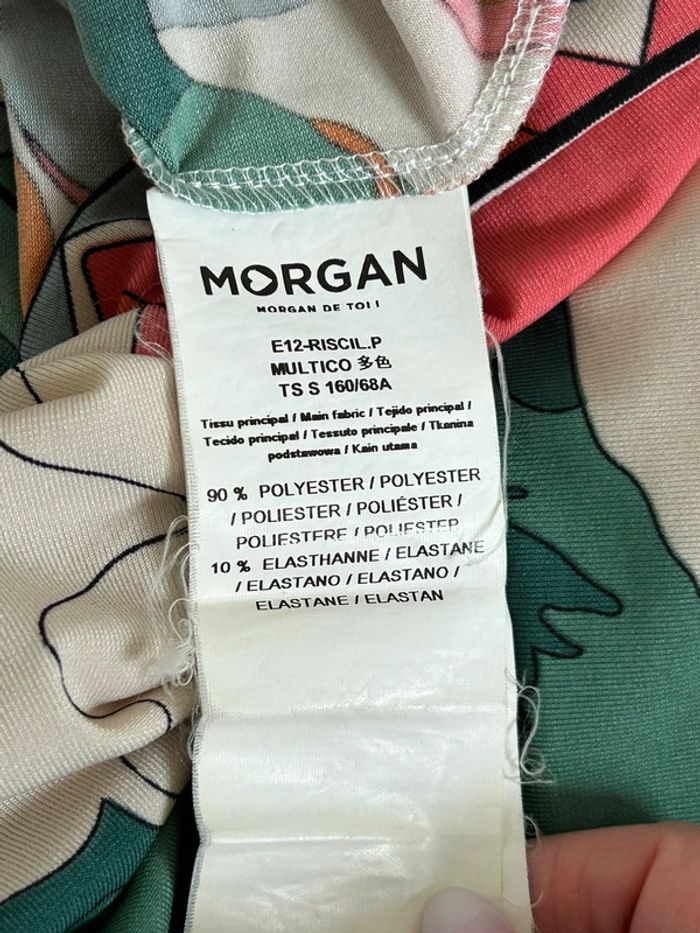 MORGAN
MORGAN DE TOI !
E12-RISCIL.P
MULTICO 多色
TS S 160/68A
Tissu principal / Main fabric / Tejido principal /
Tecido principal / Tessuto principale / Tkanina
podstawowa / Kain utama
90 % POLYESTER / POLYESTER
/ POLIESTER / POLIÉSTER /
POLIESTERE / POLIESTER
10 % ELASTHANNE / ELASTANE
/ ELASTANO / ELASTANO /
ELASTANE / ELASTAN